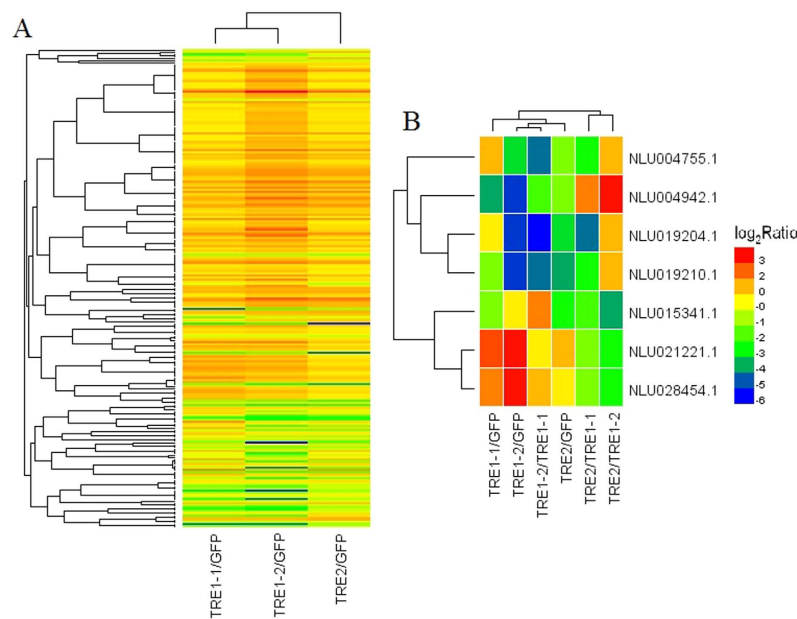 A
TRE1-1/GFP
TRE1-2/GFP
TRE2/GFP
B
NLU004755.1
NLU004942.1
NLU019204.1
NLU019210.1
NLU015341.1
NLU021221.1
NLU028454.1
TRE1-1/GFP
TRE1-2/GFP
TRE1-2/TRE1-1
TRE2/GFP
TRE2/TRE1-1
TRE2/TRE1-2
log2Ratio
3
2
1
-0
-1
-2
-3
-4
-5
-6